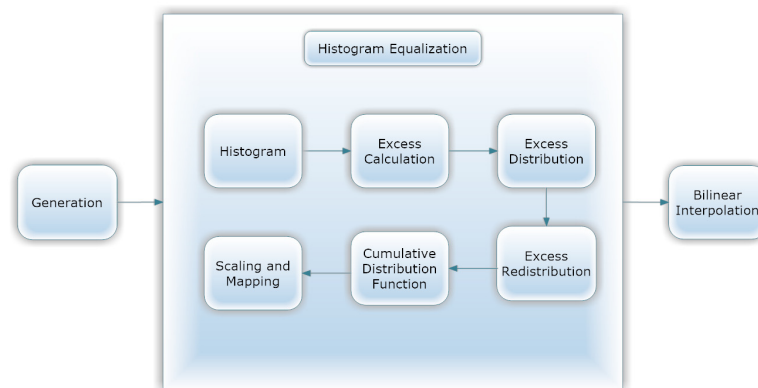 Histogram Equalization
Generation
Histogram
Excess
Calculation
Excess
Distribution
Excess
Redistribution
Cumulative
Distribution
Function
Scaling and
Mapping
Bilinear
Interpolation